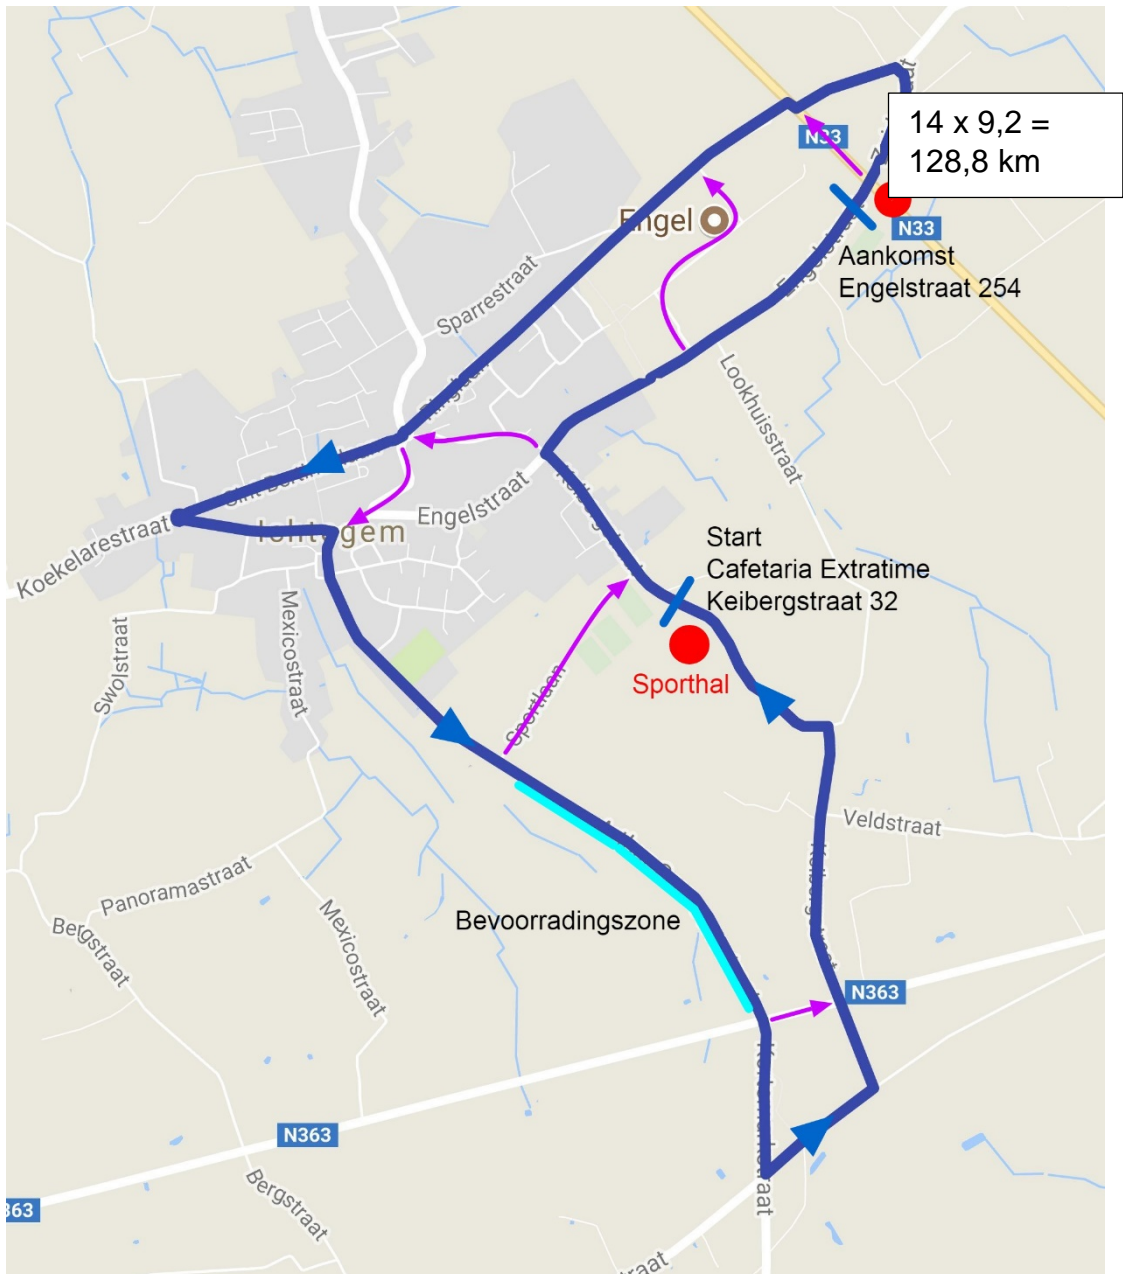 14 x 9,2 =
128,8 km
N33
Engel
N33
Aankomst
Engelstraat 254
Sparrestraat
Lookhuisstraat
Engelstraat
Koekelarestraat
Start
Cafetaria Extratime
Keibergstraat 32
Sporthal
Mexicostraat
Swolstraat
Sportlaan
Veldstraat
Panoramastraat
Bergstraat
Mexicostraat
Bevoorradingszone
N363
N363
Bergstraat
363